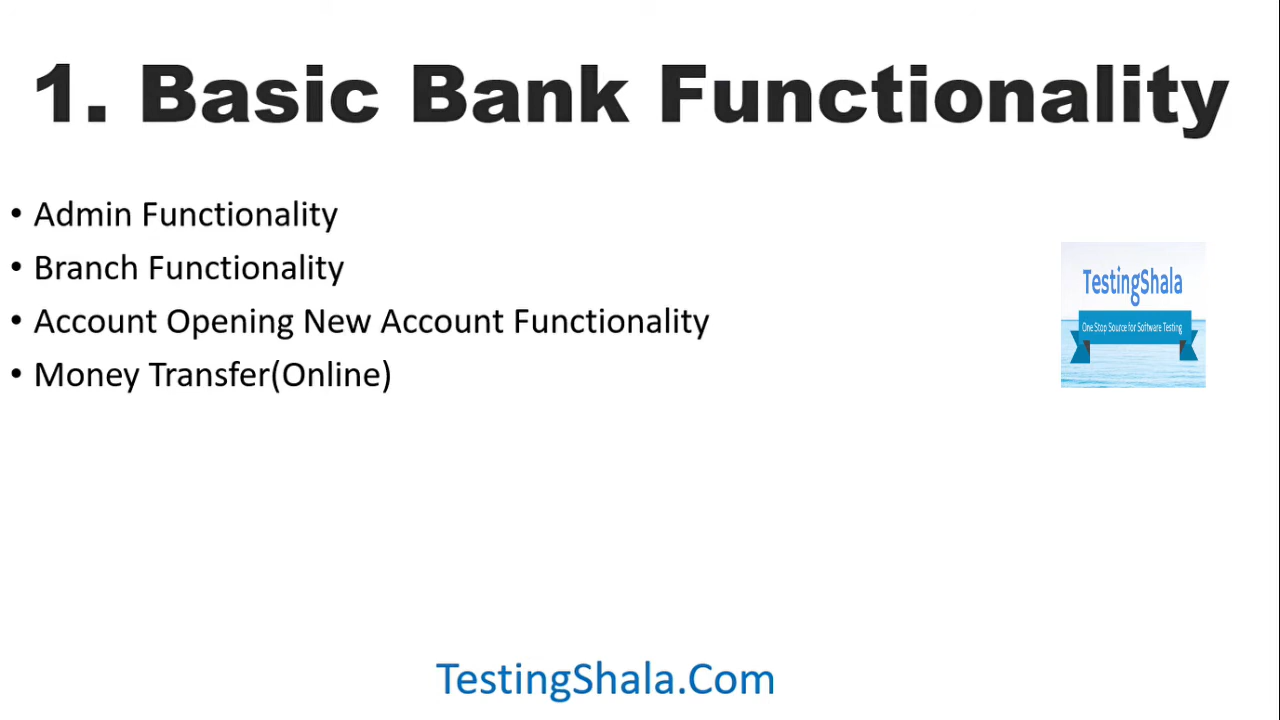 1. Basic Bank Functionality
• Admin Functionality
• Branch Functionality
• Account Opening New Account Functionality
• Money Transfer(Online)
TestingShala
One Stop Source for Software Testing
TestingShala.Com